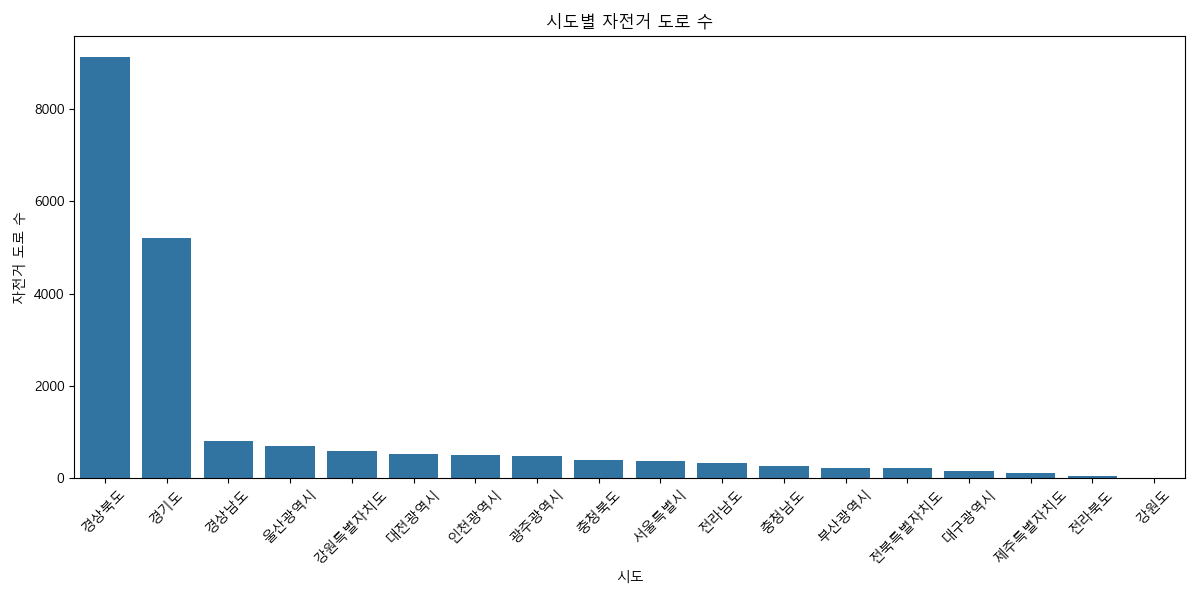 시도별 자전거 도로 수
자전거 도로 수
8000
6000
4000
2000
0
경상북도
경기도
경상남도
울산광역시
강원특별자치도
대전광역시
인천광역시
광주광역시
충청북도
서울특별시
전라남도
충청남도
부산광역시
전북특별자치도
대구광역시
제주특별자치도
전라북도
강원도
시도